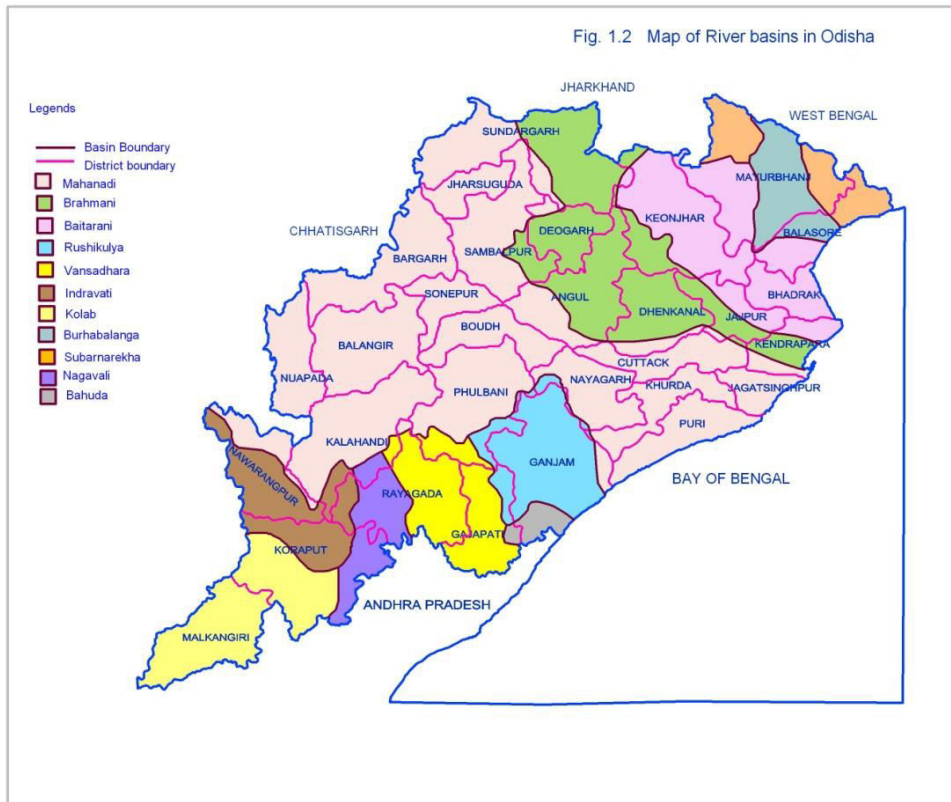 Fig. 1.2 Map of River basins in Odisha
JHARKHAND
Legends
WEST BENGAL
SUNDARGARH
Basin Boundary
District boundary
Mahanadi
JHARSUGUDA
MAYURBHANJ
Brahmani
Baitarani
KEONJHAR
CHHATISGARH
DEOGARH
BALASORE
Rushikulya
SAMBALPUR
BARGARH
Vansadhara
Indravati
SONEPUR
ANGUL
BHADRAK
Kolab
DHENKANAL
JAJPUR
Burhabalanga
BOUDH
BALANGIR
KENDRAPARA
Subarnarekha
CUTTACK
Nagavali
NUAPADA
NAYAGARH
KHURDA
JAGATSINGHPUR
Bahuda
PHULBANI
PURI
KALAHANDI
NAWARANGPUR
GANJAM
BAY OF BENGAL
RAYAGADA
GAJAPATI
KORAPUT
ANDHRA PRADESH
MALKANGIRI